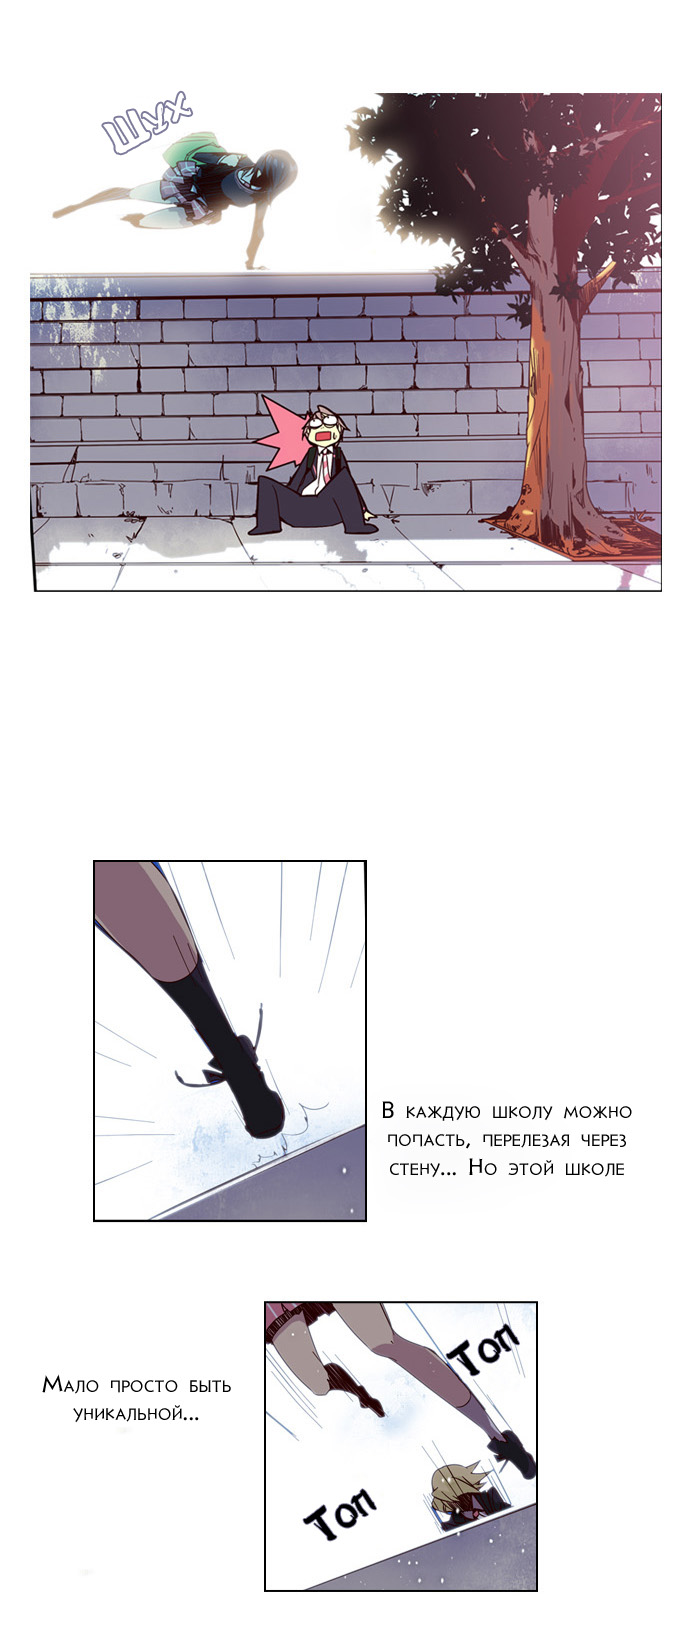 Шух
В каждую школу можно
попасть, перелезая через
стену... Но этой школе
Мало просто быть
уникальной...
Топ
Топ